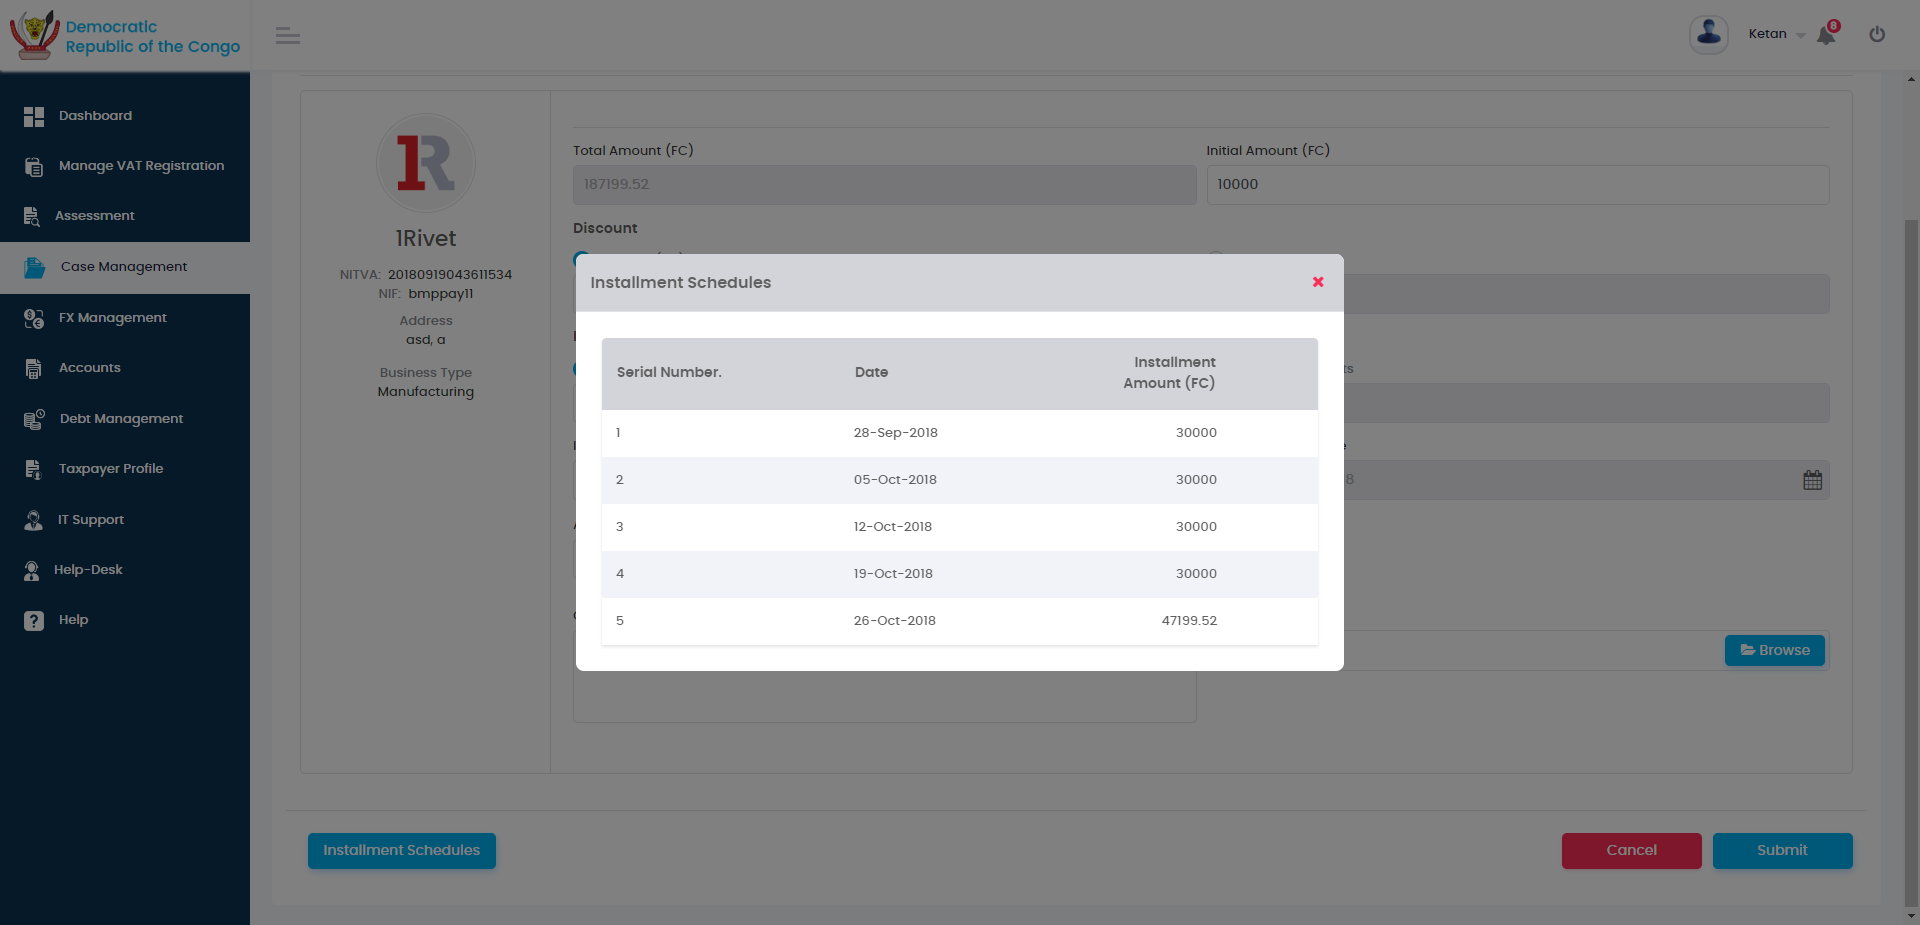 Democratic
Republic of the Congo
Ketan
8
Dashboard
Manage VAT Registration
Assessment
Case Management
FX Management
Accounts
Debt Management
Taxpayer Profile
IT Support
Help-Desk
Help
1R
1Rivet
NITVA: 20180919043611534
NIF: bmppay11
Address
asd, a
Business Type
Manufacturing
Total Amount (FC)
Initial Amount (FC)
187199.52
10000
Discount
Installment Schedules
Serial Number.
Date
Installment
Amount (FC)
1 28-Sep-2018 30000
2 05-Oct-2018 30000
3 12-Oct-2018 30000
4 19-Oct-2018 30000
5 26-Oct-2018 47199.52
Browse
Installment Schedules
Cancel
Submit